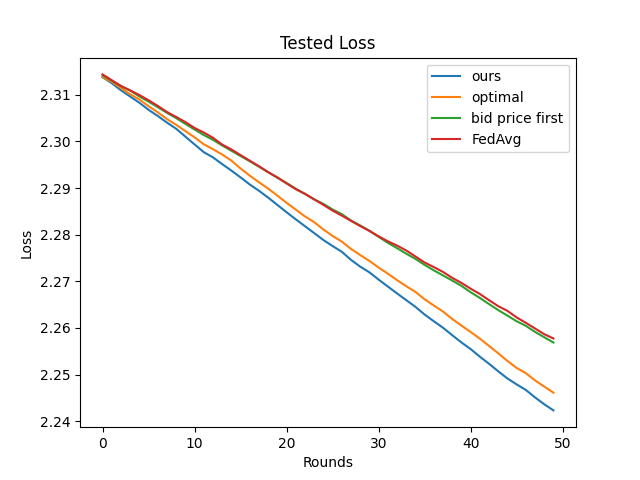 Tested Loss
ours
optimal
bid price first
FedAvg
2.31
2.30
2.29
2.28
2.27
2.26
2.25
2.24
Loss
0
10
20
30
40
50
Rounds